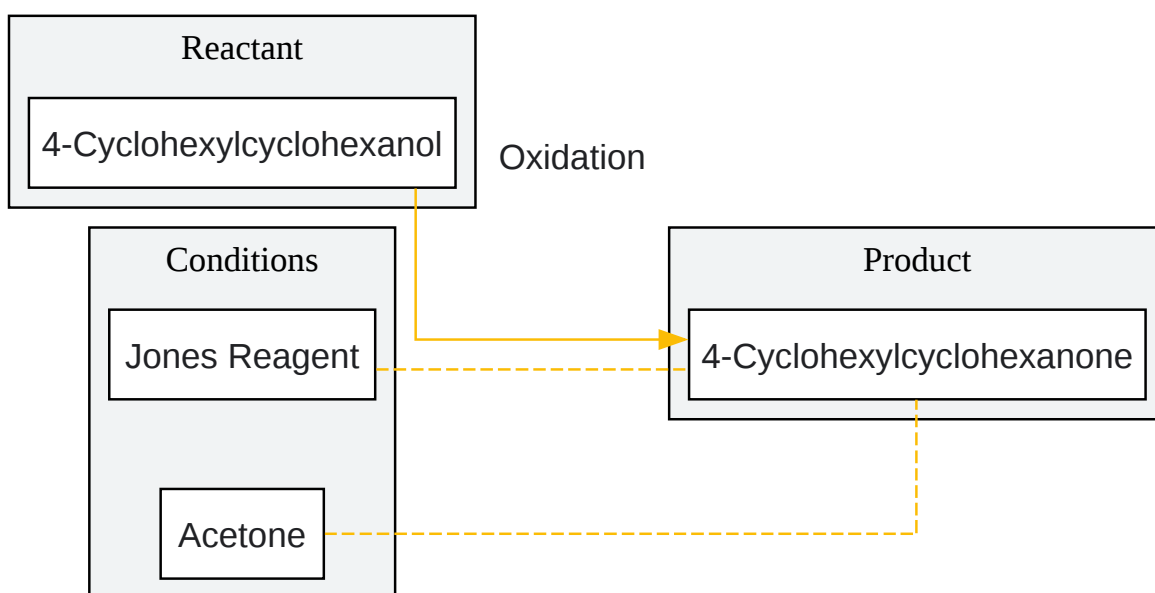 Reactant
4-Cyclohexylcyclohexanol
Oxidation
Conditions
Product
Jones Reagent
4-Cyclohexylcyclohexanone
Acetone